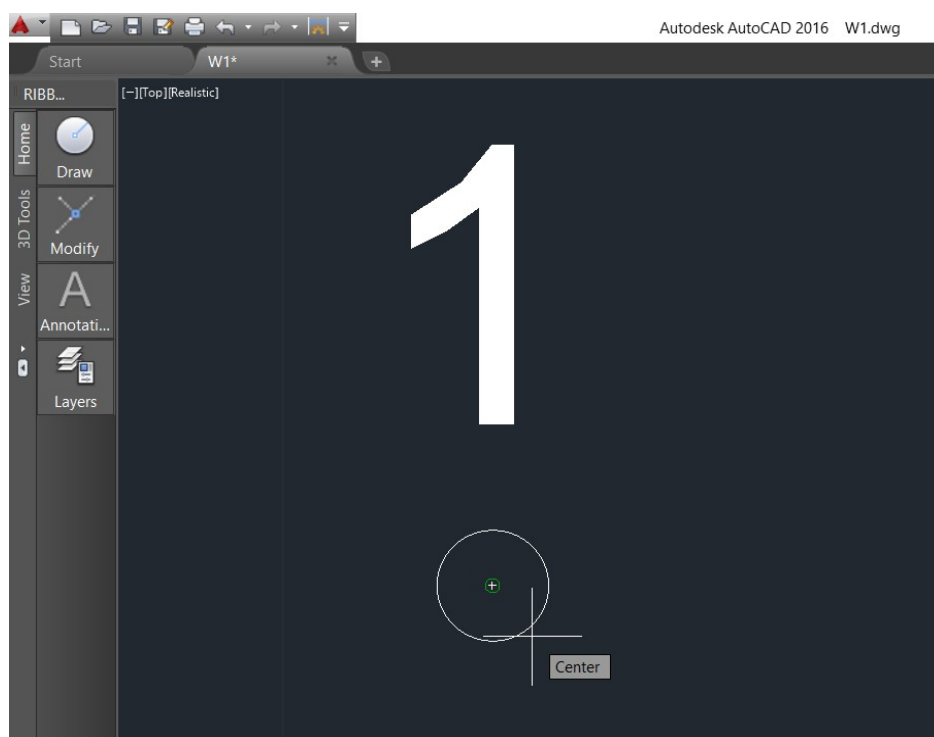 Autodesk AutoCAD 2016 W1.dwg
Start W1*
RIBB...
[−][Top][Realistic]
Home
Draw
3D Tools
Modify
View
Annotati...
Layers
1
Center